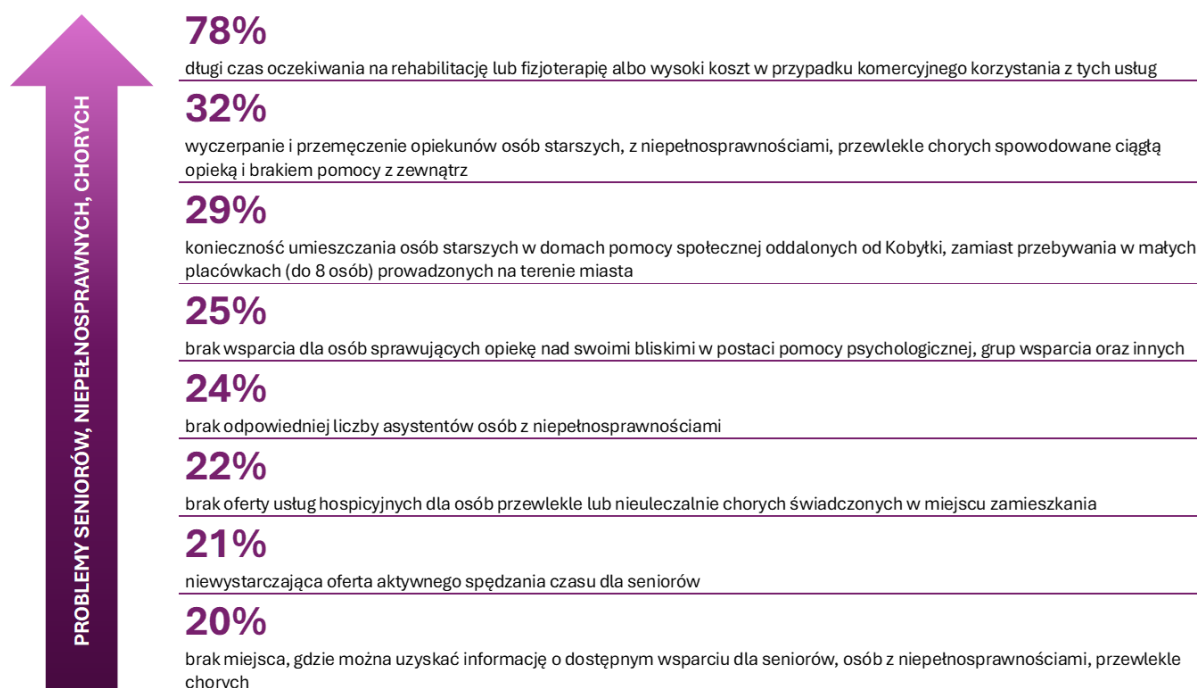 PROBLEMY SENIORÓW, NIEPEŁNOSPRAWNYCH, CHORYCH
78%
długi czas oczekiwania na rehabilitację lub fizjoterapię albo wysoki koszt w przypadku komercyjnego korzystania z tych usług
32%
wyczerpanie i przemęczenie opiekunów osób starszych, z niepełnosprawnościami, przewlekle chorych spowodowane ciągłą
opieką i brakiem pomocy z zewnątrz
29%
konieczność umieszczania osób starszych w domach pomocy społecznej oddalonych od Kobyłki, zamiast przebywania w małych
placówkach (do 8 osób) prowadzonych na terenie miasta
25%
brak wsparcia dla osób sprawujących opiekę nad swoimi bliskimi w postaci pomocy psychologicznej, grup wsparcia oraz innych
24%
brak odpowiedniej liczby asystentów osób z niepełnosprawnościami
22%
brak oferty usług hospicyjnych dla osób przewlekle lub nieuleczalnie chorych świadczonych w miejscu zamieszkania
21%
niewystarczająca oferta aktywnego spędzania czasu dla seniorów
20%
brak miejsca, gdzie można uzyskać informację o dostępnym wsparciu dla seniorów, osób z niepełnosprawnościami, przewlekle
chorych